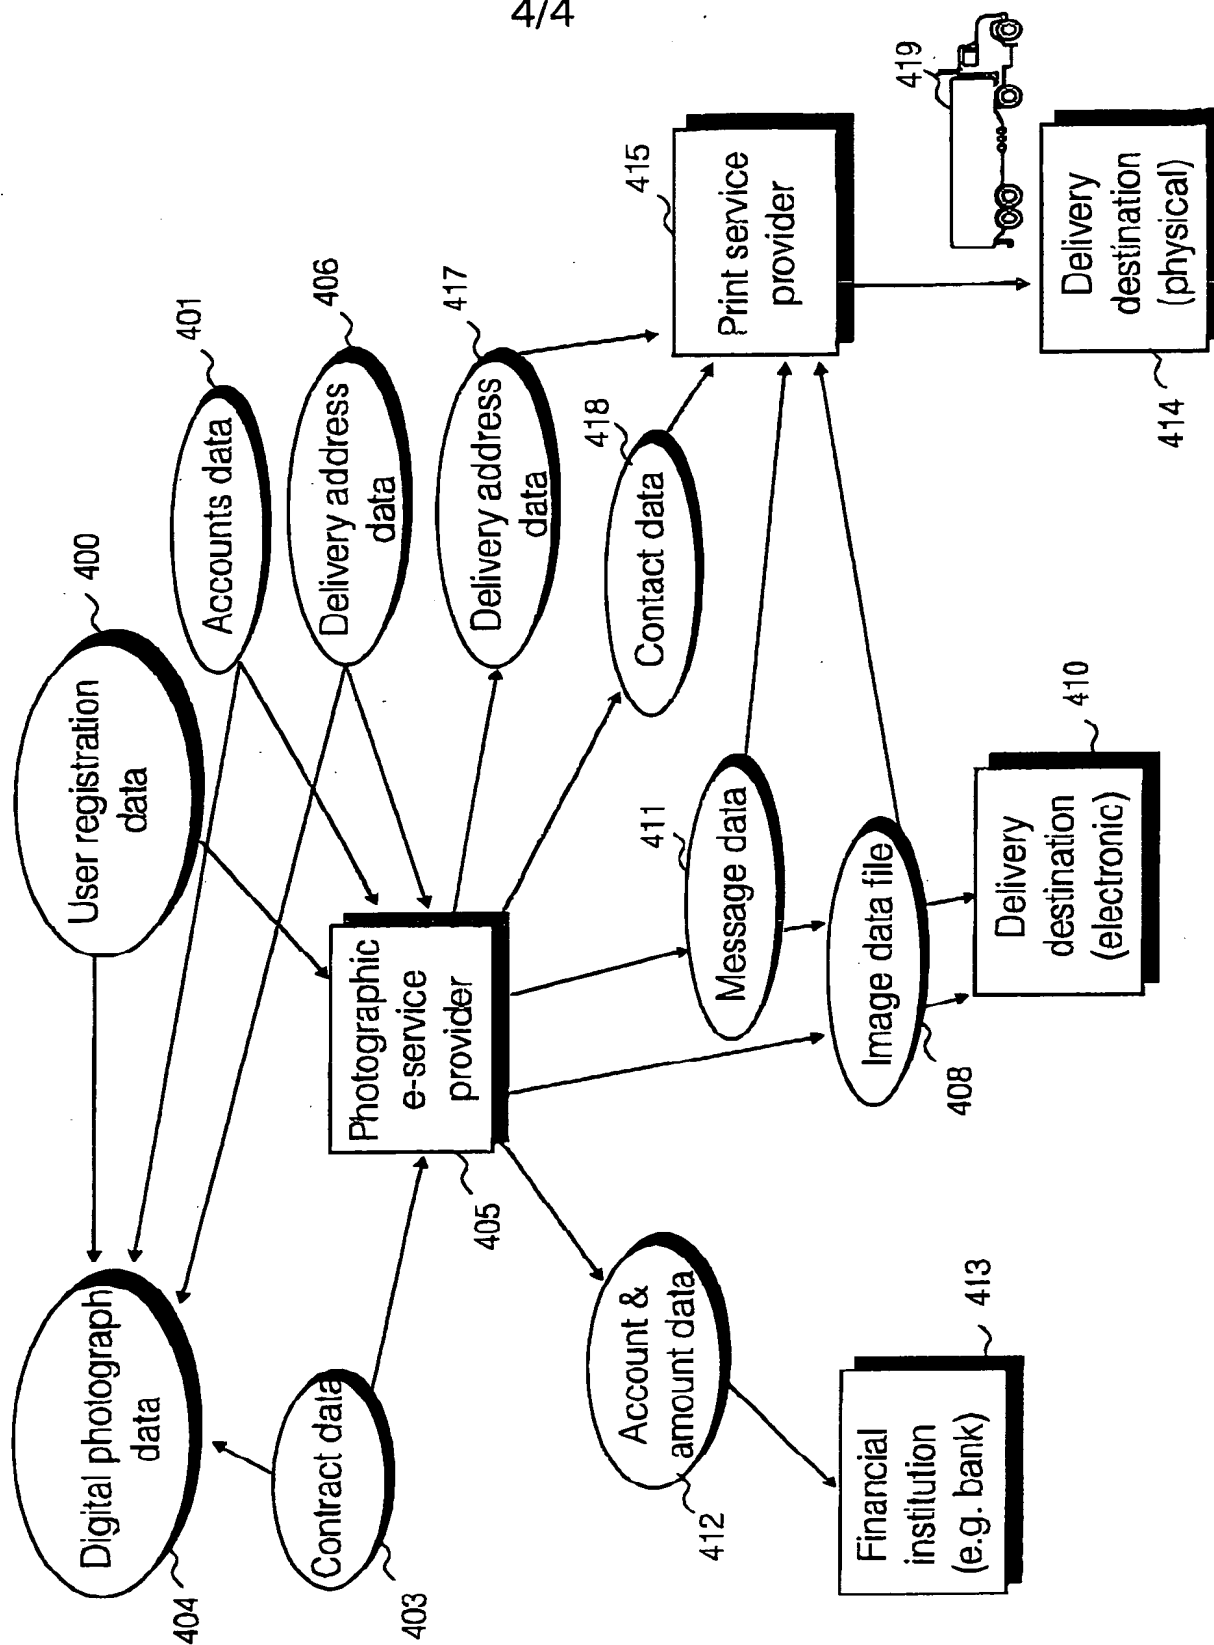 4/4
Digital photograph
data
404
User registration
data
400
Accounts data
401
Contract data
403
Delivery address
data
406
Photographic
e-service
provider
405
Delivery address
data
417
Account &
amount data
412
Contact data
418
Print service
provider
415
Message data
411
Image data file
408
Financial
institution
(e.g. bank)
413
Delivery
destination
(electronic)
410
Delivery
destination
(physical)
414
419